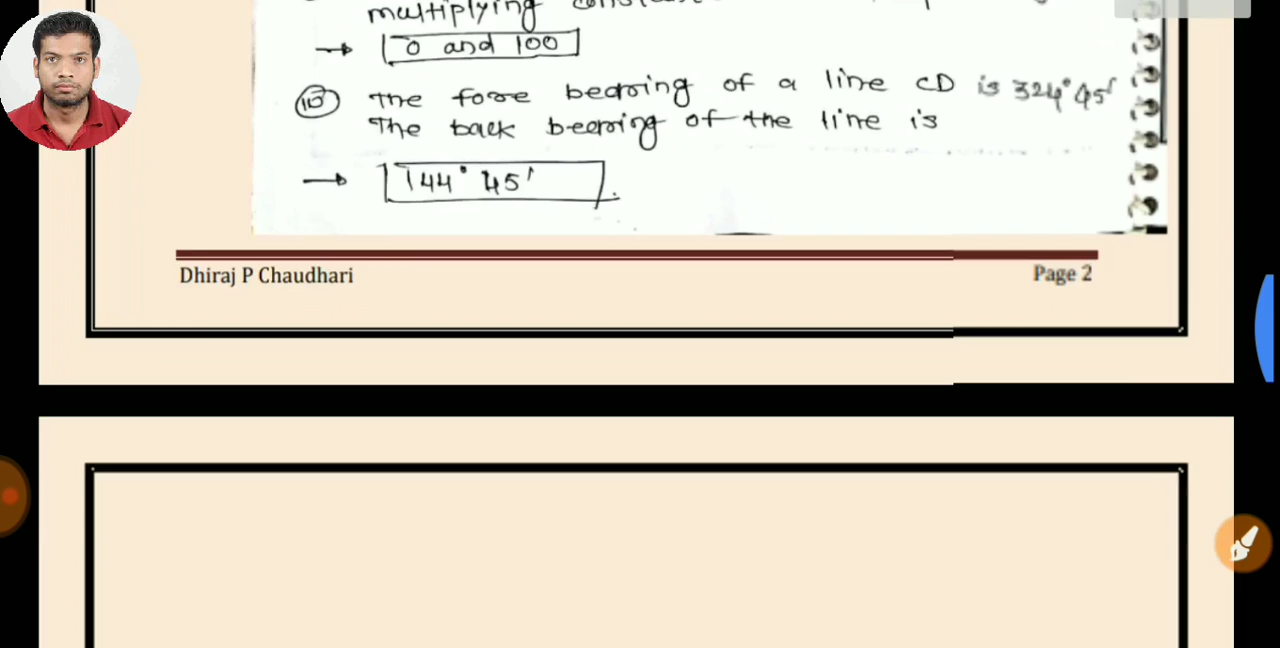 multiplying
→ 0 and 100
10 The fore bearing of a line CD is 324° 45'
The back bearing of the line is
→ 144° 45'
Dhiraj P Chaudhari
Page 2